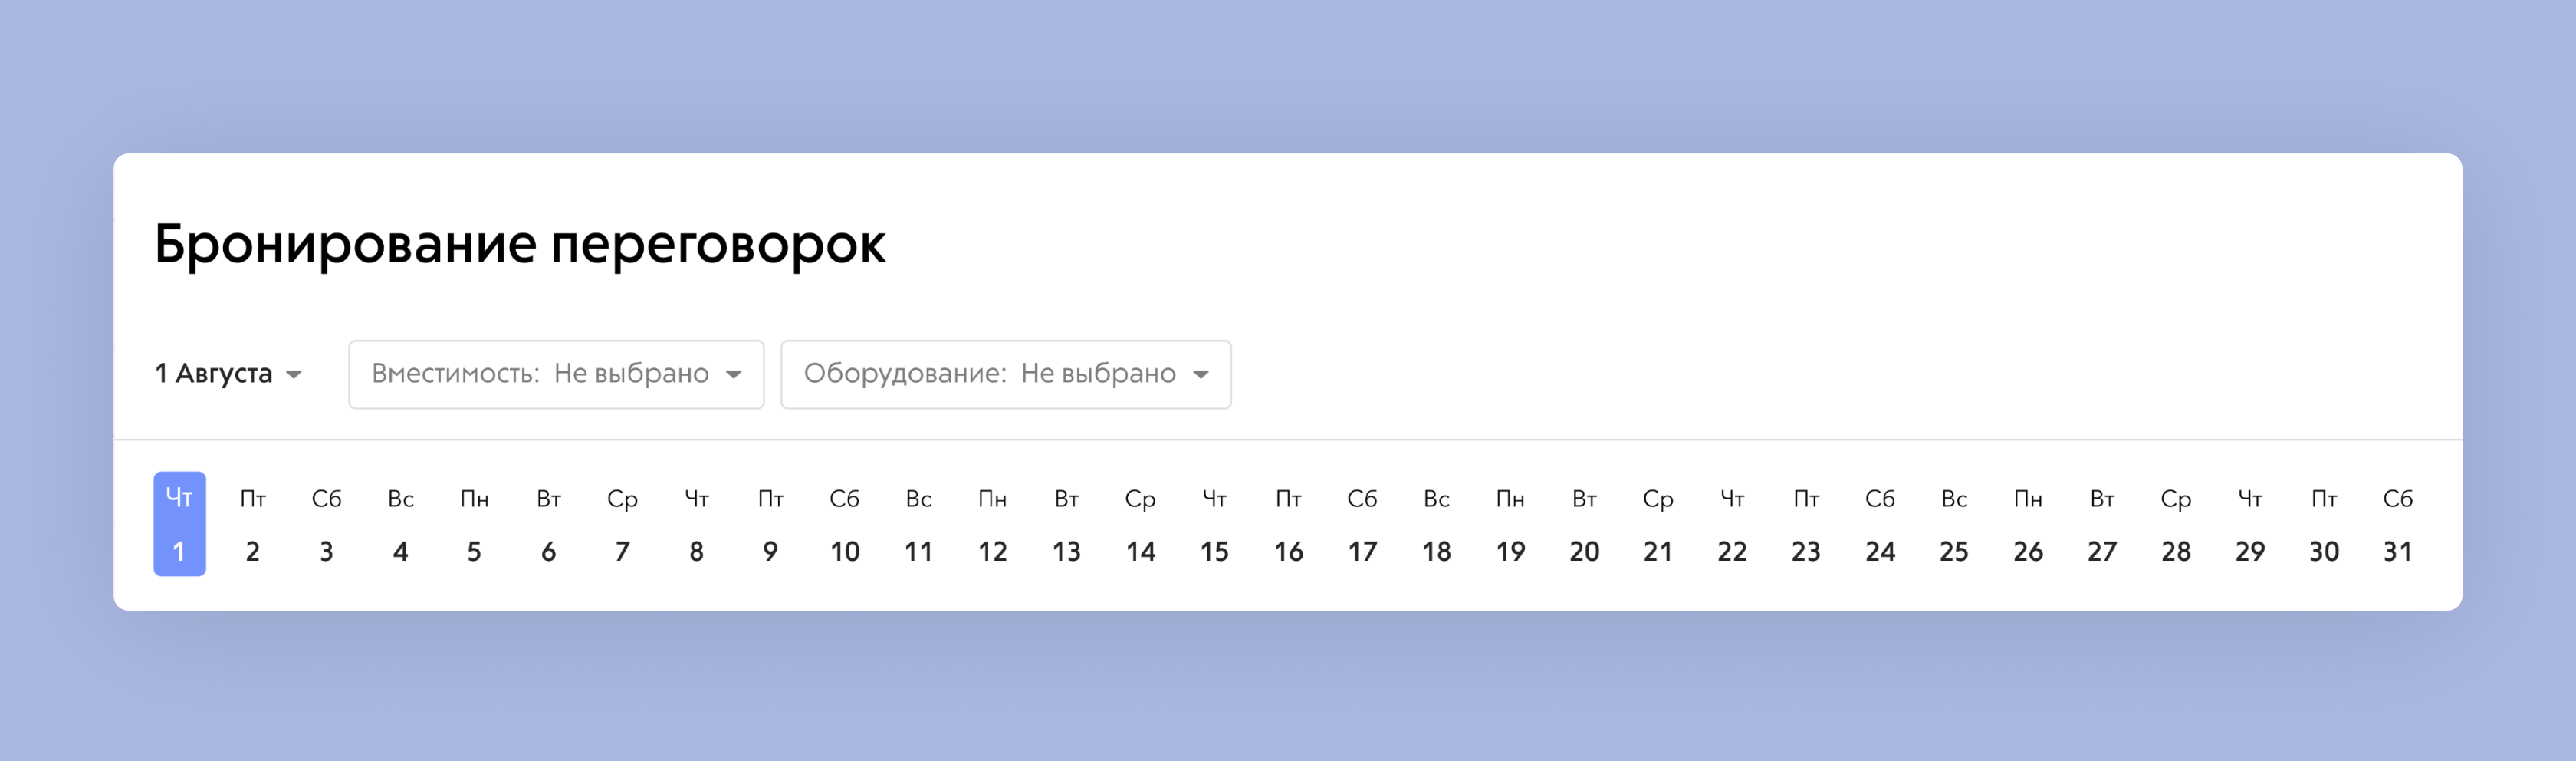 Бронирование переговорок
1 Августа Вместимость: Не выбрано Оборудование: Не выбрано
Чт Пт Сб Вс Пн Вт Ср Чт Пт Сб Вс Пн Вт Ср Чт Пт Сб Вс Пн Вт Ср Чт Пт Сб Вс Пн Вт Ср Чт Пт Сб
1 2 3 4 5 6 7 8 9 10 11 12 13 14 15 16 17 18 19 20 21 22 23 24 25 26 27 28 29 30 31